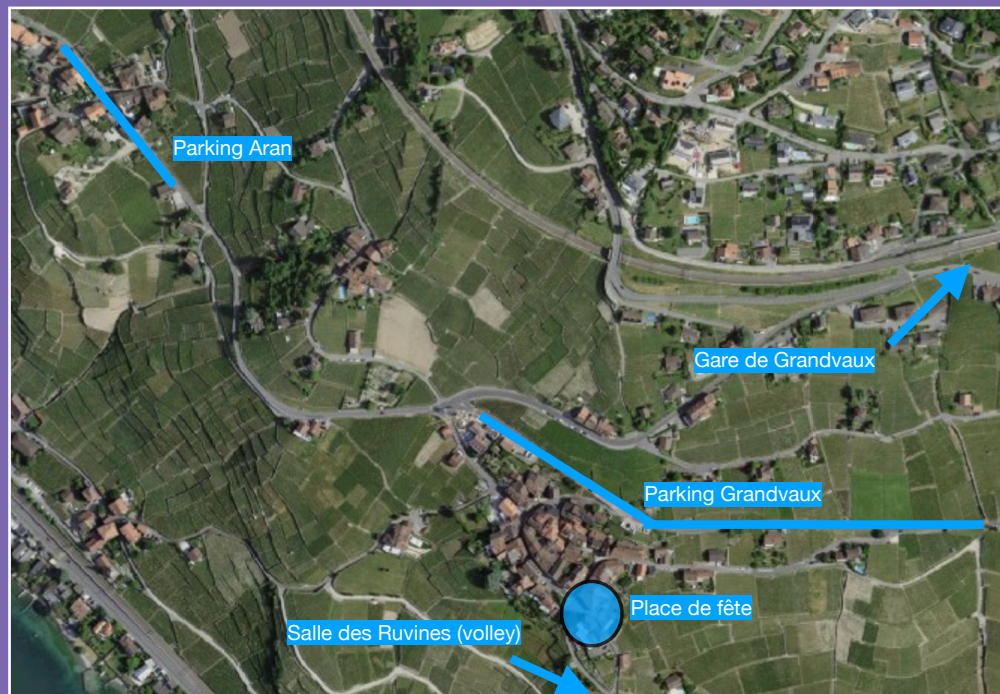 Parking Aran
Gare de Grandvaux
Parking Grandvaux
Place de fête
Salle des Ruvines (volley)